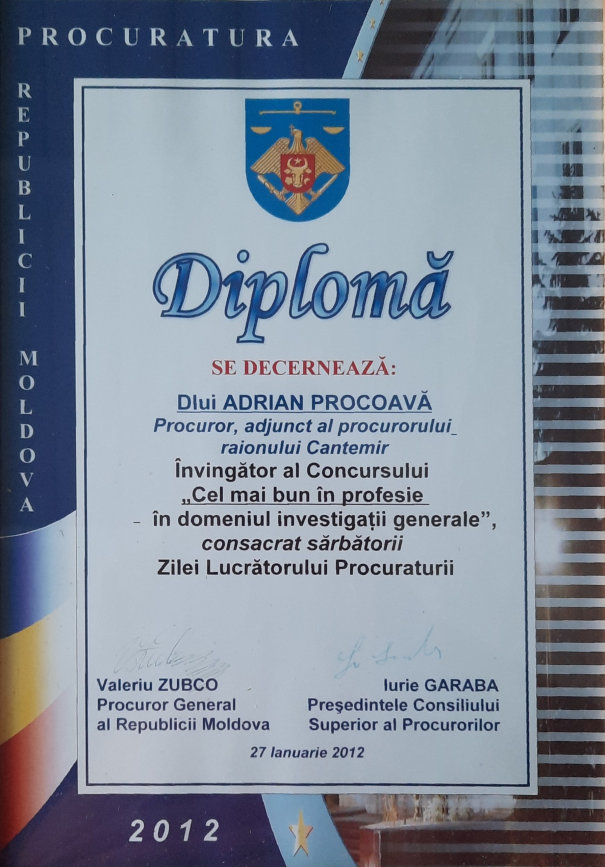 PROCURATURA
REPUBLICII MOLDOVA
Diplomă
SE DECERNEAZĂ:
Dlui ADRIAN PROCOAVĂ
Procuror, adjunct al procurorului
raionului Cantemir
Învingător al Concursului
„Cel mai bun în profesie
– în domeniul investigații generale”,
consacrat sărbătorii
Zilei Lucrătorului Procuraturii
Valeriu ZUBCO
Procuror General
al Republicii Moldova
Iurie GARABA
Preşedintele Consiliului
Superior al Procurorilor
27 Ianuarie 2012
2012